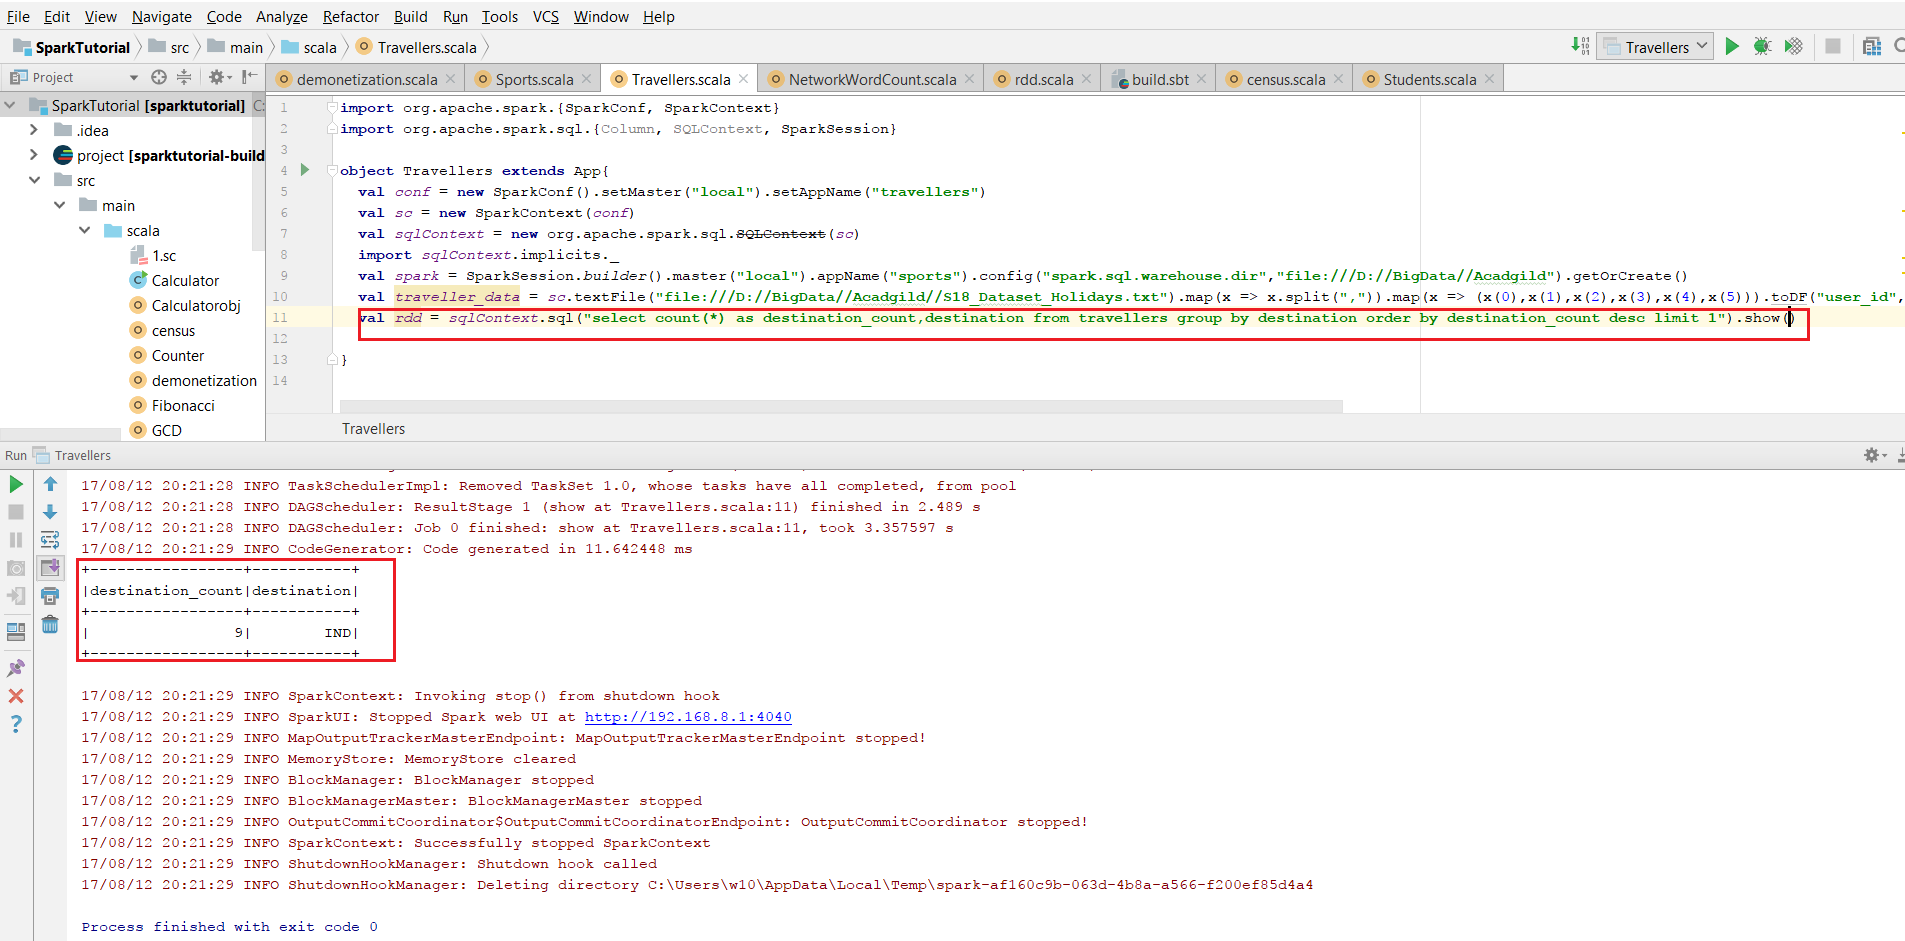 File Edit View Navigate Code Analyze Refactor Build Run Tools VCS Window Help
SparkTutorial src main scala Travellers.scala Travellers
Project demonetization.scala Sports.scala Travellers.scala NetworkWordCount.scala rdd.scala build.sbt census.scala Students.scala
SparkTutorial [sparktutorial] C:
.idea
project [sparktutorial-build
src
main
scala
1.sc
Calculator
Calculatorobj
census
Counter
demonetization
Fibonacci
GCD
1 import org.apache.spark.{SparkConf, SparkContext}
2 import org.apache.spark.sql.{Column, SQLContext, SparkSession}
3
4 object Travellers extends App{
5 val conf = new SparkConf().setMaster("local").setAppName("travellers")
6 val sc = new SparkContext(conf)
7 val sqlContext = new org.apache.spark.sql.SQLContext(sc)
8 import sqlContext.implicits._
9 val spark = SparkSession.builder().master("local").appName("sports").config("spark.sql.warehouse.dir","file:///D://BigData//Acadgild").getOrCreate()
10 val traveller_data = sc.textFile("file:///D://BigData//Acadgild//S18_Dataset_Holidays.txt").map(x => x.split(",")).map(x => (x(0),x(1),x(2),x(3),x(4),x(5))).toDF("user_id",
11 val rdd = sqlContext.sql("select count(*) as destination_count,destination from travellers group by destination order by destination_count desc limit 1").show()
12
13 }
14
Travellers
Run Travellers
17/08/12 20:21:28 INFO TaskSchedulerImpl: Removed TaskSet 1.0, whose tasks have all completed, from pool
17/08/12 20:21:28 INFO DAGScheduler: ResultStage 1 (show at Travellers.scala:11) finished in 2.489 s
17/08/12 20:21:28 INFO DAGScheduler: Job 0 finished: show at Travellers.scala:11, took 3.357597 s
17/08/12 20:21:29 INFO CodeGenerator: Code generated in 11.642448 ms
+-----------------+-----------+
|destination_count|destination|
+-----------------+-----------+
|                9|        IND|
+-----------------+-----------+
17/08/12 20:21:29 INFO SparkContext: Invoking stop() from shutdown hook
17/08/12 20:21:29 INFO SparkUI: Stopped Spark web UI at http://192.168.8.1:4040
17/08/12 20:21:29 INFO MapOutputTrackerMasterEndpoint: MapOutputTrackerMasterEndpoint stopped!
17/08/12 20:21:29 INFO MemoryStore: MemoryStore cleared
17/08/12 20:21:29 INFO BlockManager: BlockManager stopped
17/08/12 20:21:29 INFO BlockManagerMaster: BlockManagerMaster stopped
17/08/12 20:21:29 INFO OutputCommitCoordinator$OutputCommitCoordinatorEndpoint: OutputCommitCoordinator stopped!
17/08/12 20:21:29 INFO SparkContext: Successfully stopped SparkContext
17/08/12 20:21:29 INFO ShutdownHookManager: Shutdown hook called
17/08/12 20:21:29 INFO ShutdownHookManager: Deleting directory C:\Users\w10\AppData\Local\Temp\spark-af160c9b-063d-4b8a-a566-f200ef85d4a4
Process finished with exit code 0